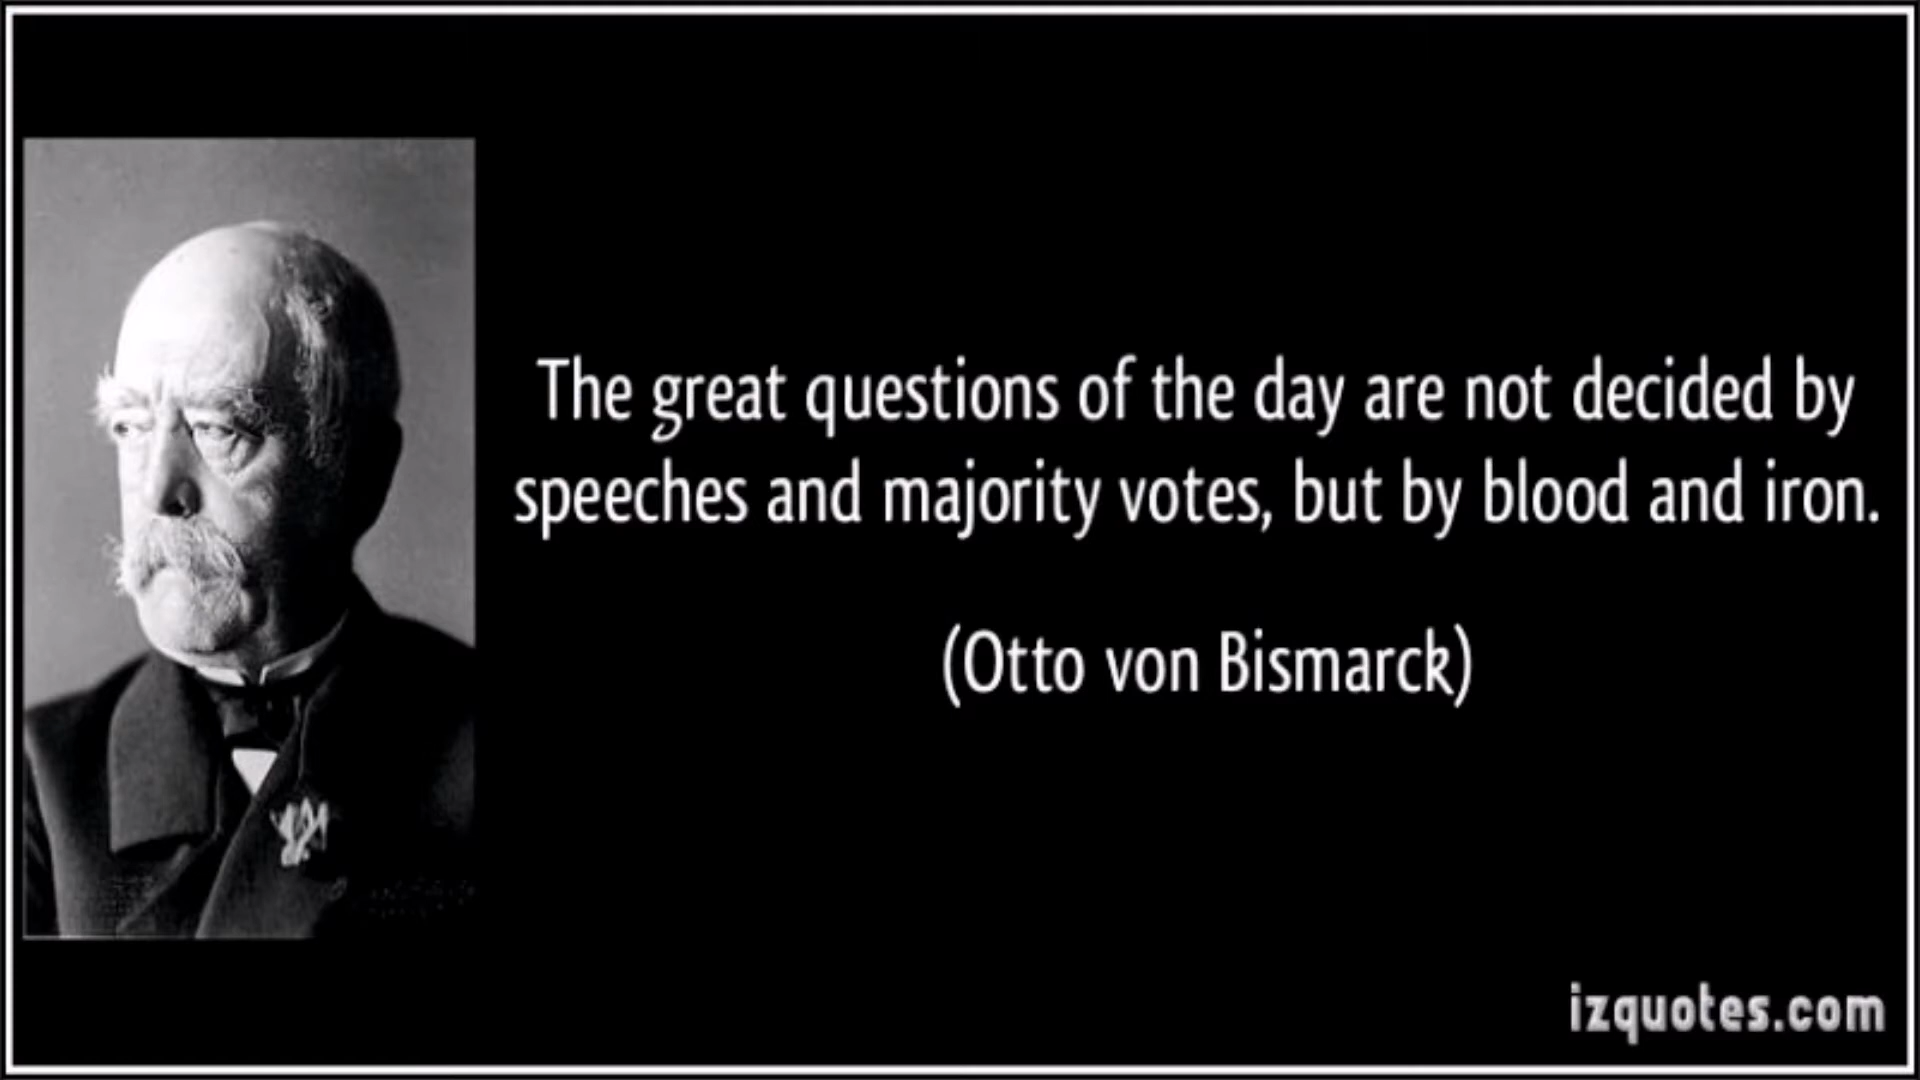 The great questions of the day are not decided by
speeches and majority votes, but by blood and iron.
(Otto von Bismarck)
izquotes.com